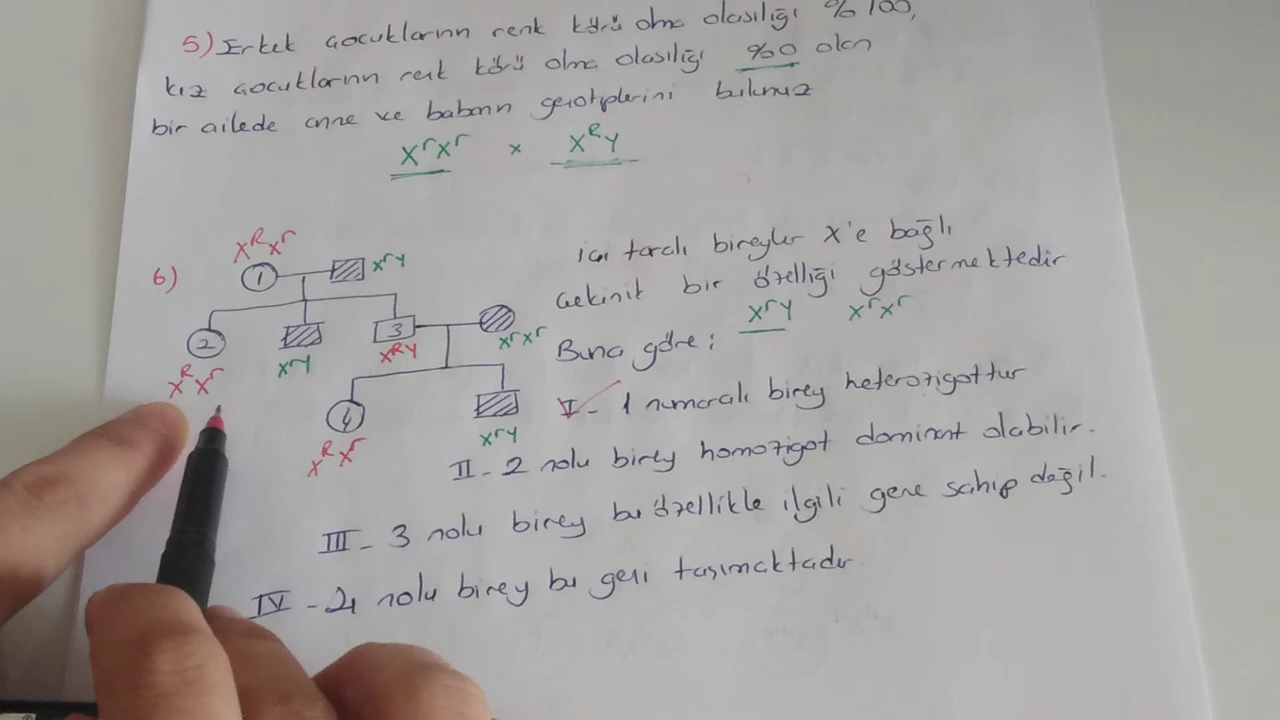 5) Erkek çocuklarının renk körü olma olasılığı %100,
kız çocuklarının renk körü olma olasılığı %0 olan
bir ailede anne ve babanın genotiplerini bulunuz
XʳXʳ × XᴿY
6)
XᴿXʳ
1
XʳY
2
XᴿXʳ
XʳY
3
XᴿY
XʳXʳ
4
XᴿXʳ
XʳY
içi taralı bireyler X'e bağlı
çekinik bir özelliği göstermektedir
XʳY XʳXʳ
Buna göre;
I- 1 numaralı birey heterozigottur
II- 2 nolu birey homozigot dominant olabilir.
III- 3 nolu birey bu özellikle ilgili gene sahip değil.
IV- 4 nolu birey bu geni taşımaktadır